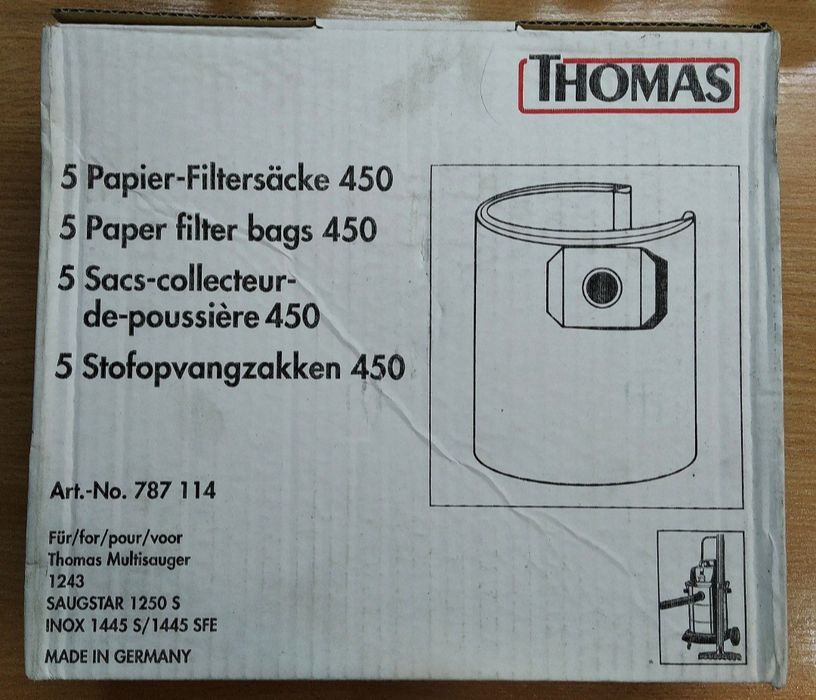 THOMAS
5 Papier-Filtersäcke 450
5 Paper filter bags 450
5 Sacs-collecteur-
de-poussière 450
5 Stofopvangzakken 450
Art.-No. 787 114
Für/for/pour/voor
Thomas Multisauger
1243
SAUGSTAR 1250 S
INOX 1445 S/1445 SFE
MADE IN GERMANY